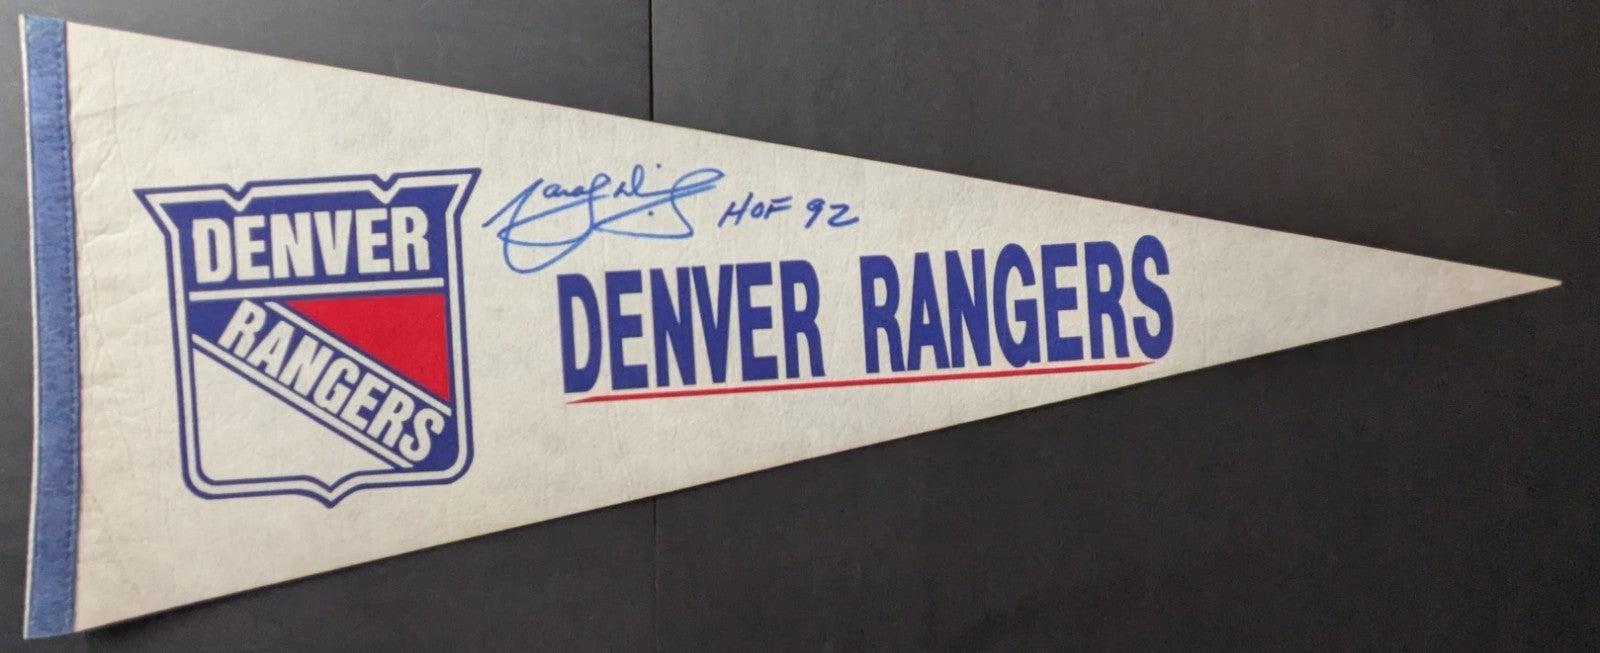 DENVER
RANGERS
HOF 92
DENVER RANGERS